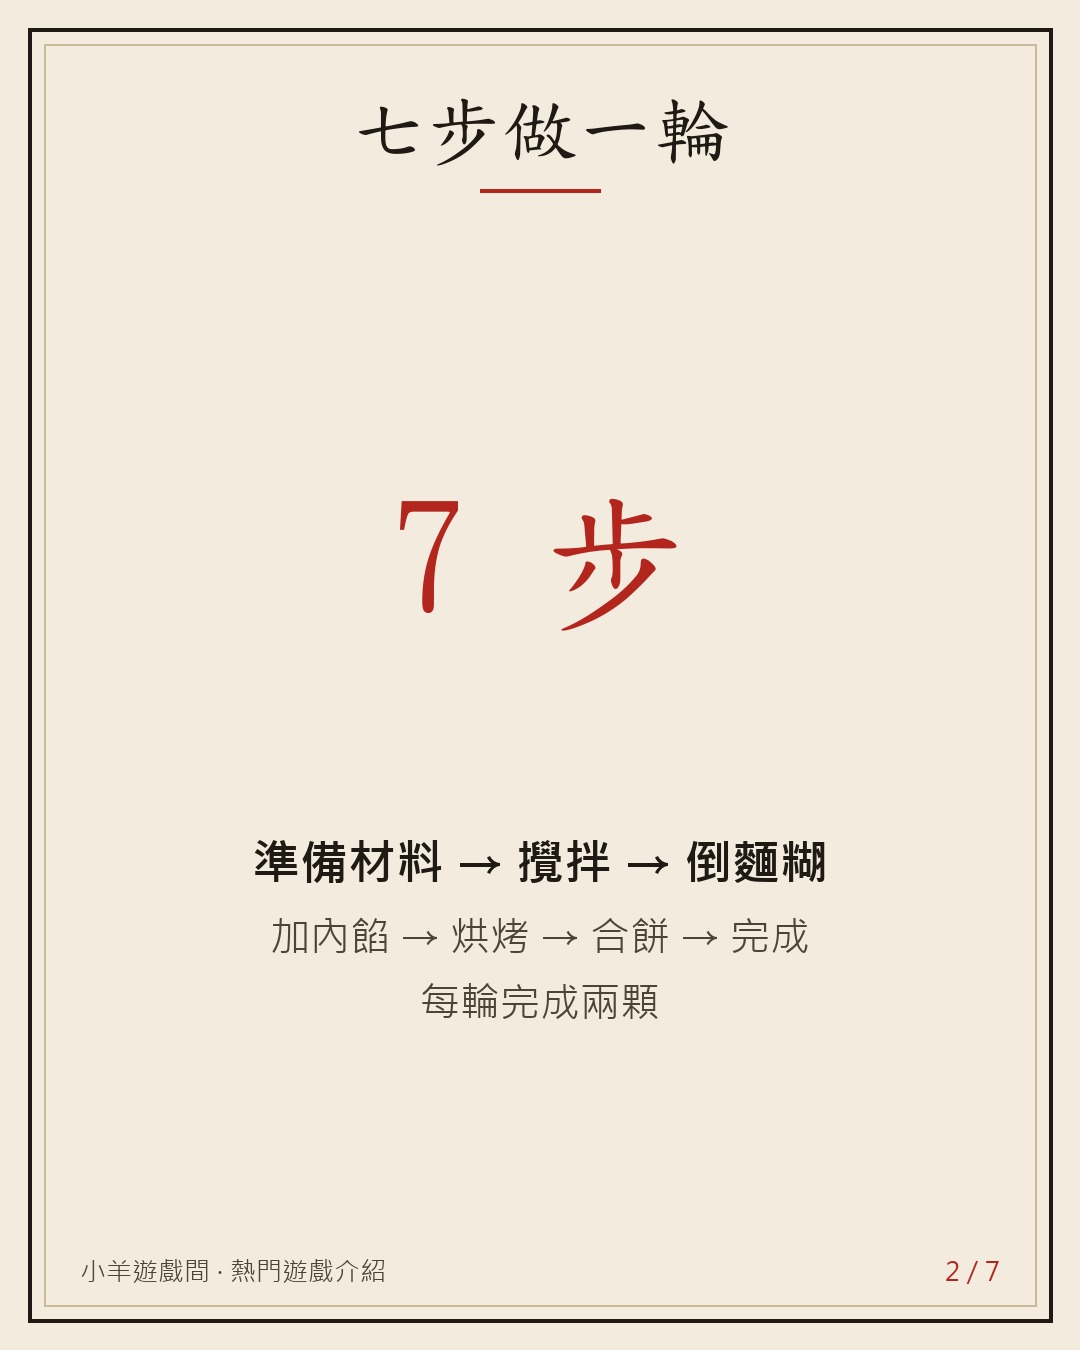 七步做一輪
7 步
準備材料 → 攪拌 → 倒麵糊
加內餡 → 烘烤 → 合餅 → 完成
每輪完成兩顆
小羊遊戲間 · 熱門遊戲介紹
2 / 7